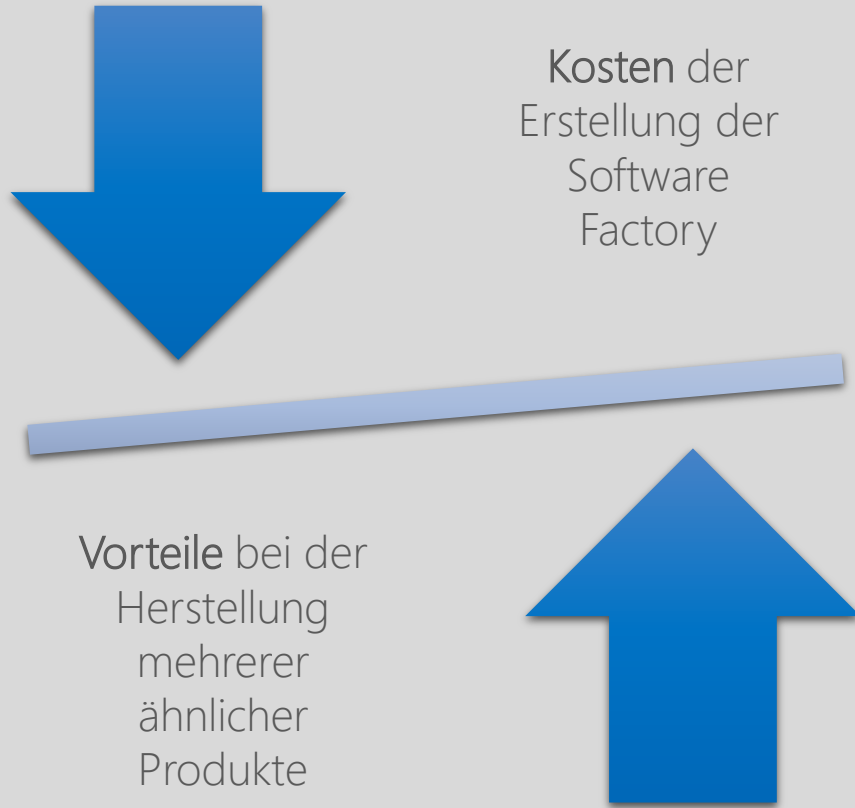 Kosten der
Erstellung der
Software
Factory
Vorteile bei der
Herstellung
mehrerer
ähnlicher
Produkte